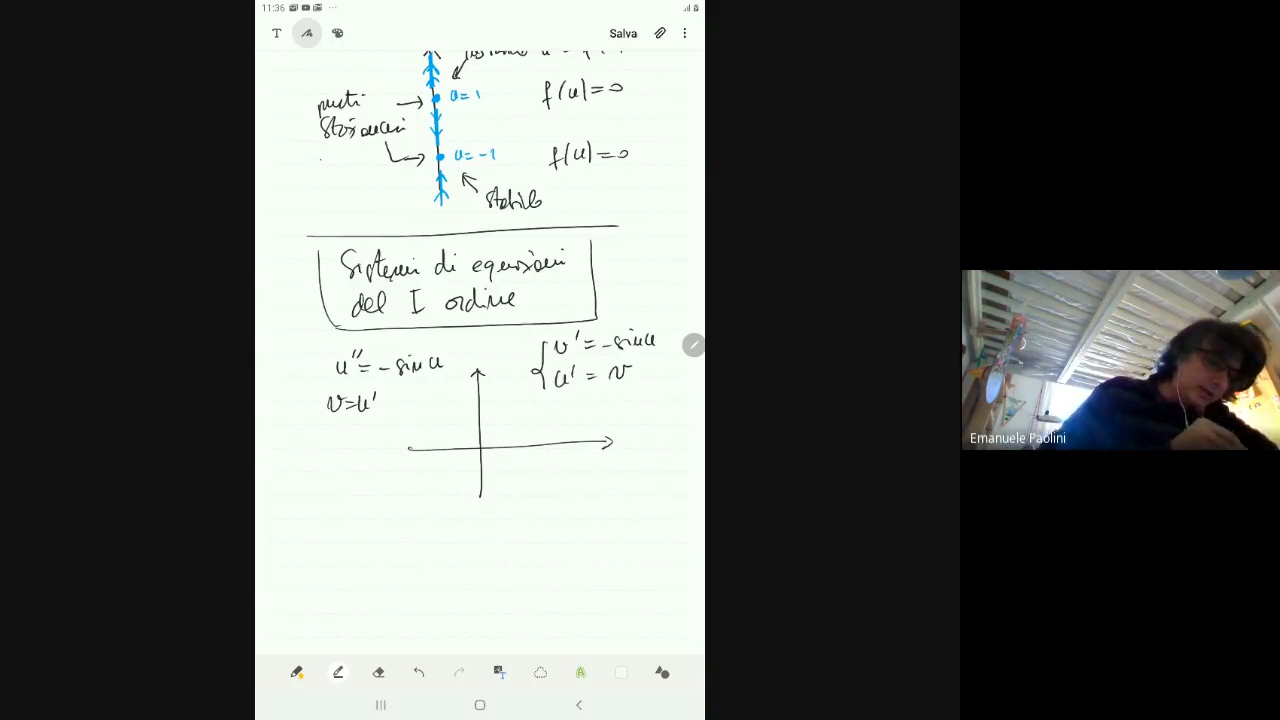 11:36
T Salva
u=1 f(u)=0
punti
stazionari
u=-1 f(u)=0
stabile
Sistemi di equazioni
del I ordine
u''=-sin u
v=u'
v'=-sin u
u'=v
Emanuele Paolini